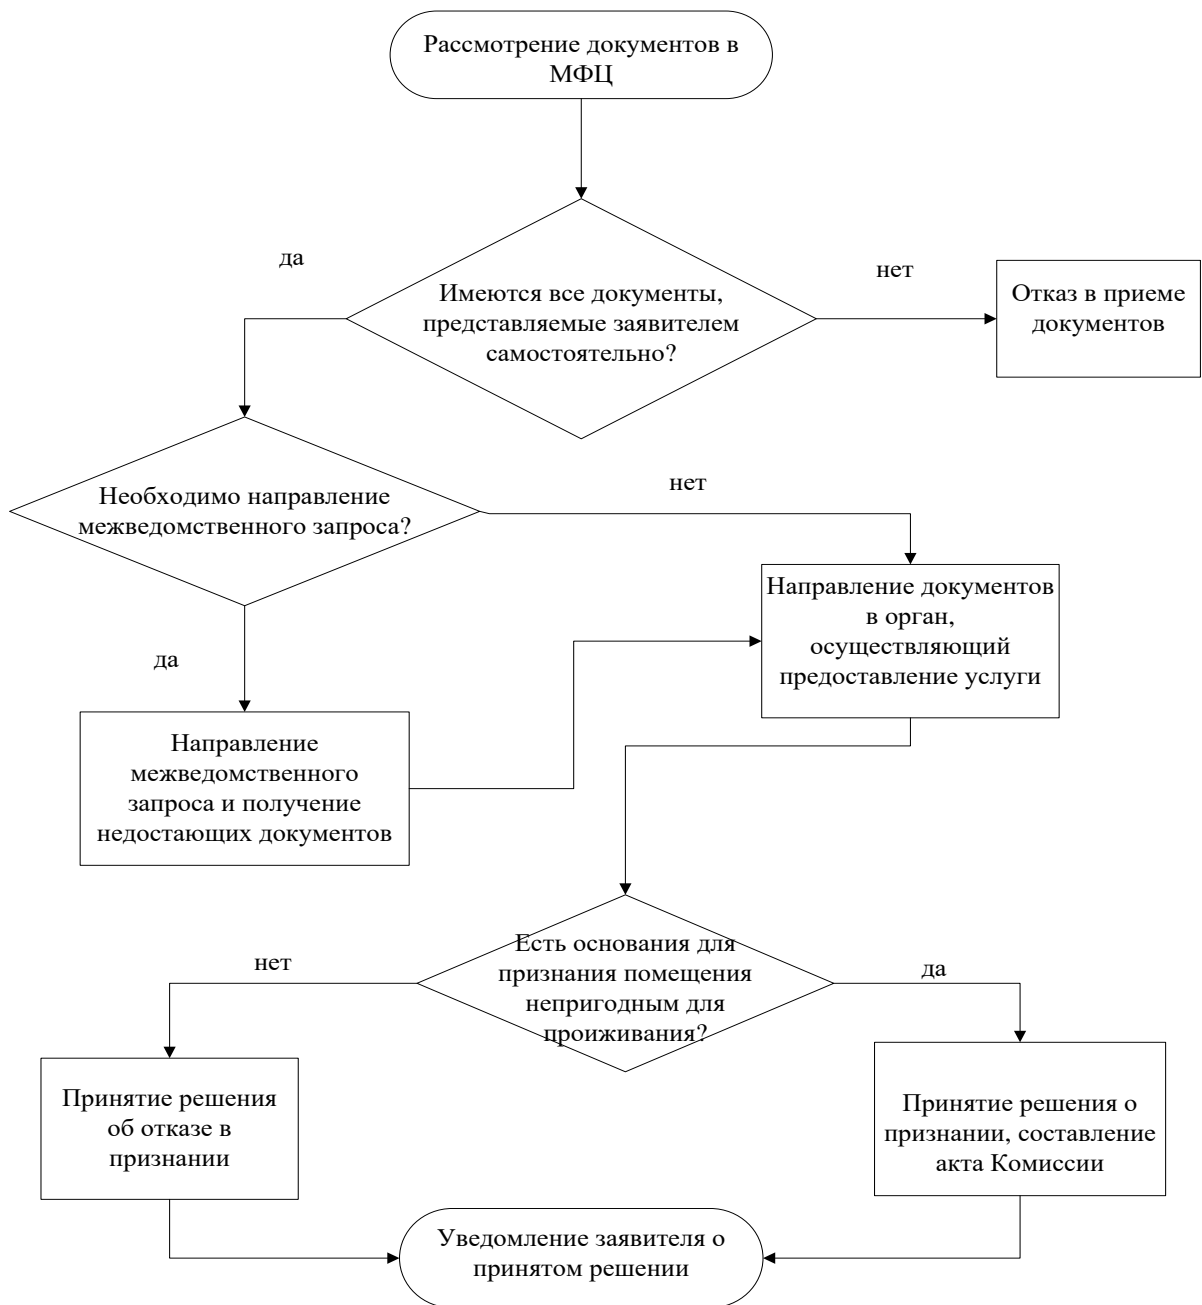 Рассмотрение документов в
МФЦ
да
нет
Имеются все документы,
представляемые заявителем
самостоятельно?
Отказ в приеме
документов
Необходимо направление
межведомственного запроса?
нет
Направление документов
в орган,
осуществляющий
предоставление услуги
да
Направление
межведомственного
запроса и получение
недостающих документов
Есть основания для
признания помещения
непригодным для
проиживания?
нет
да
Принятие решения
об отказе в
признании
Принятие решения о
признании, составление
акта Комиссии
Уведомление заявителя о
принятом решении